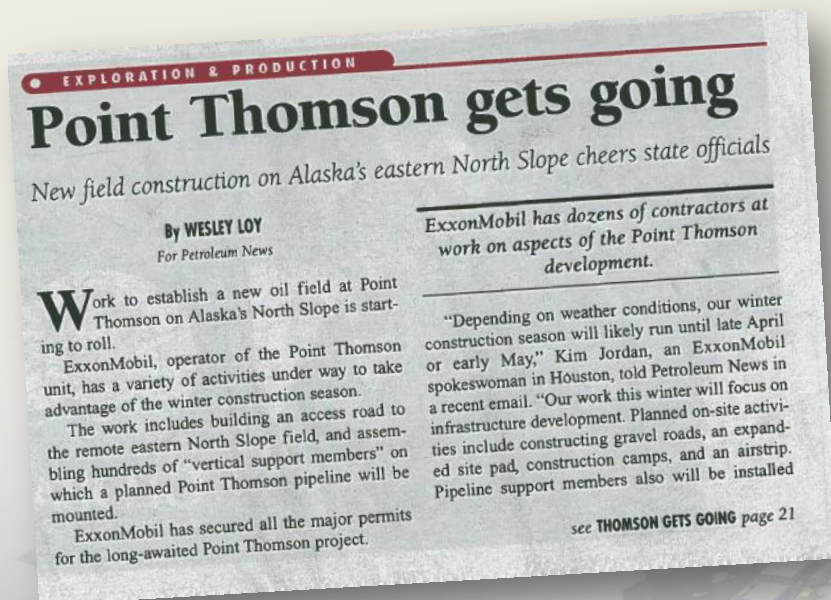 EXPLORATION & PRODUCTION
Point Thomson gets going
New field construction on Alaska's eastern North Slope cheers state officials
By WESLEY LOY
For Petroleum News
Work to establish a new oil field at Point
Thomson on Alaska's North Slope is start-
ing to roll.
ExxonMobil, operator of the Point Thomson
unit, has a variety of activities under way to take
advantage of the winter construction season.
The work includes building an access road to
the remote eastern North Slope field, and assem-
bling hundreds of "vertical support members" on
which a planned Point Thomson pipeline will be
mounted.
ExxonMobil has secured all the major permits
for the long-awaited Point Thomson project.
ExxonMobil has dozens of contractors at
work on aspects of the Point Thomson
development.
"Depending on weather conditions, our winter
construction season will likely run until late April
or early May," Kim Jordan, an ExxonMobil
spokeswoman in Houston, told Petroleum News in
a recent email. "Our work this winter will focus on
infrastructure development. Planned on-site activi-
ties include constructing gravel roads, an expand-
ed site pad, construction camps, and an airstrip.
Pipeline support members also will be installed
see THOMSON GETS GOING page 21